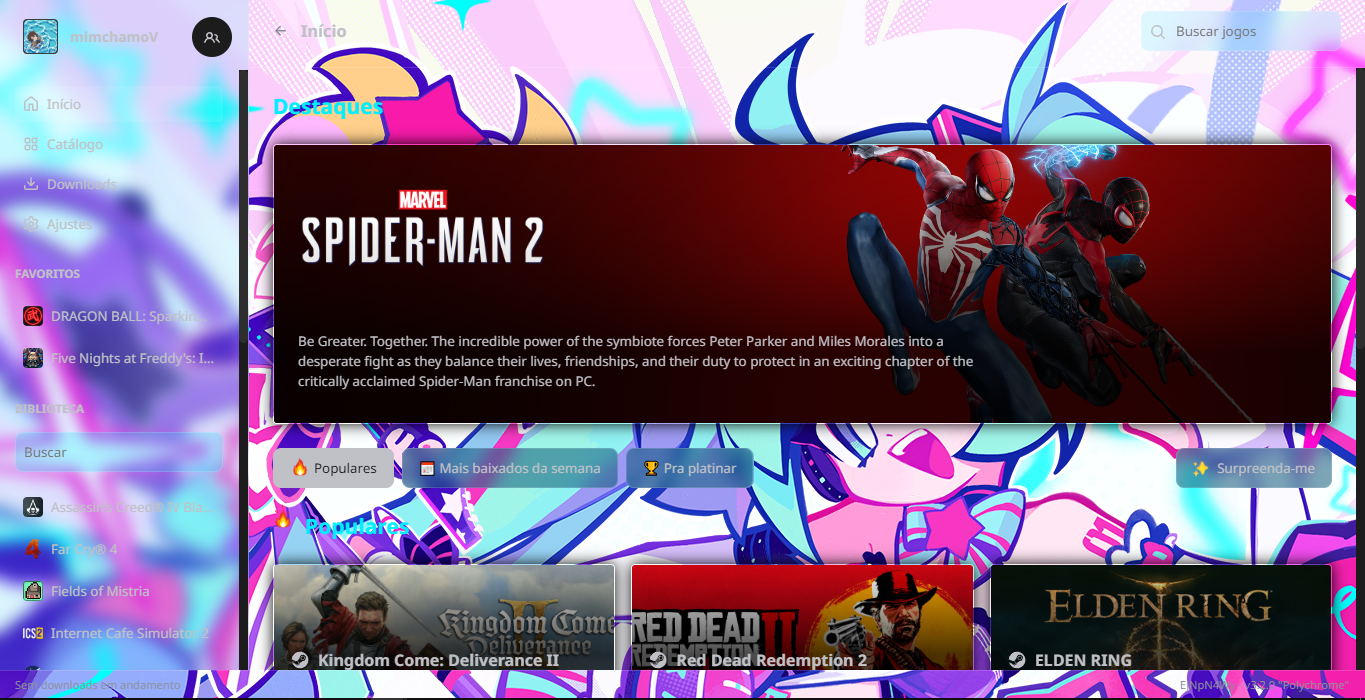 mimchamoV
Início
Buscar jogos
Início
Catálogo
Downloads
Ajustes
FAVORITOS
DRAGON BALL: Sparkin...
Five Nights at Freddy's: I...
BIBLIOTECA
Buscar
Assassin's Creed® IV Bla...
Far Cry® 4
Fields of Mistria
ICS2 Internet Cafe Simulator 2
Destaques
MARVEL
SPIDER-MAN 2
Be Greater. Together. The incredible power of the symbiote forces Peter Parker and Miles Morales into a
desperate fight as they balance their lives, friendships, and their duty to protect in an exciting chapter of the
critically acclaimed Spider-Man franchise on PC.
Populares
Mais baixados da semana
Pra platinar
Surpreenda-me
Populares
Kingdom Come
Deliverance
II
Kingdom Come: Deliverance II
RED DEAD
REDEMPTION
II
Red Dead Redemption 2
ELDEN RING
ELDEN RING
Sem downloads em andamento
"Polychrome"